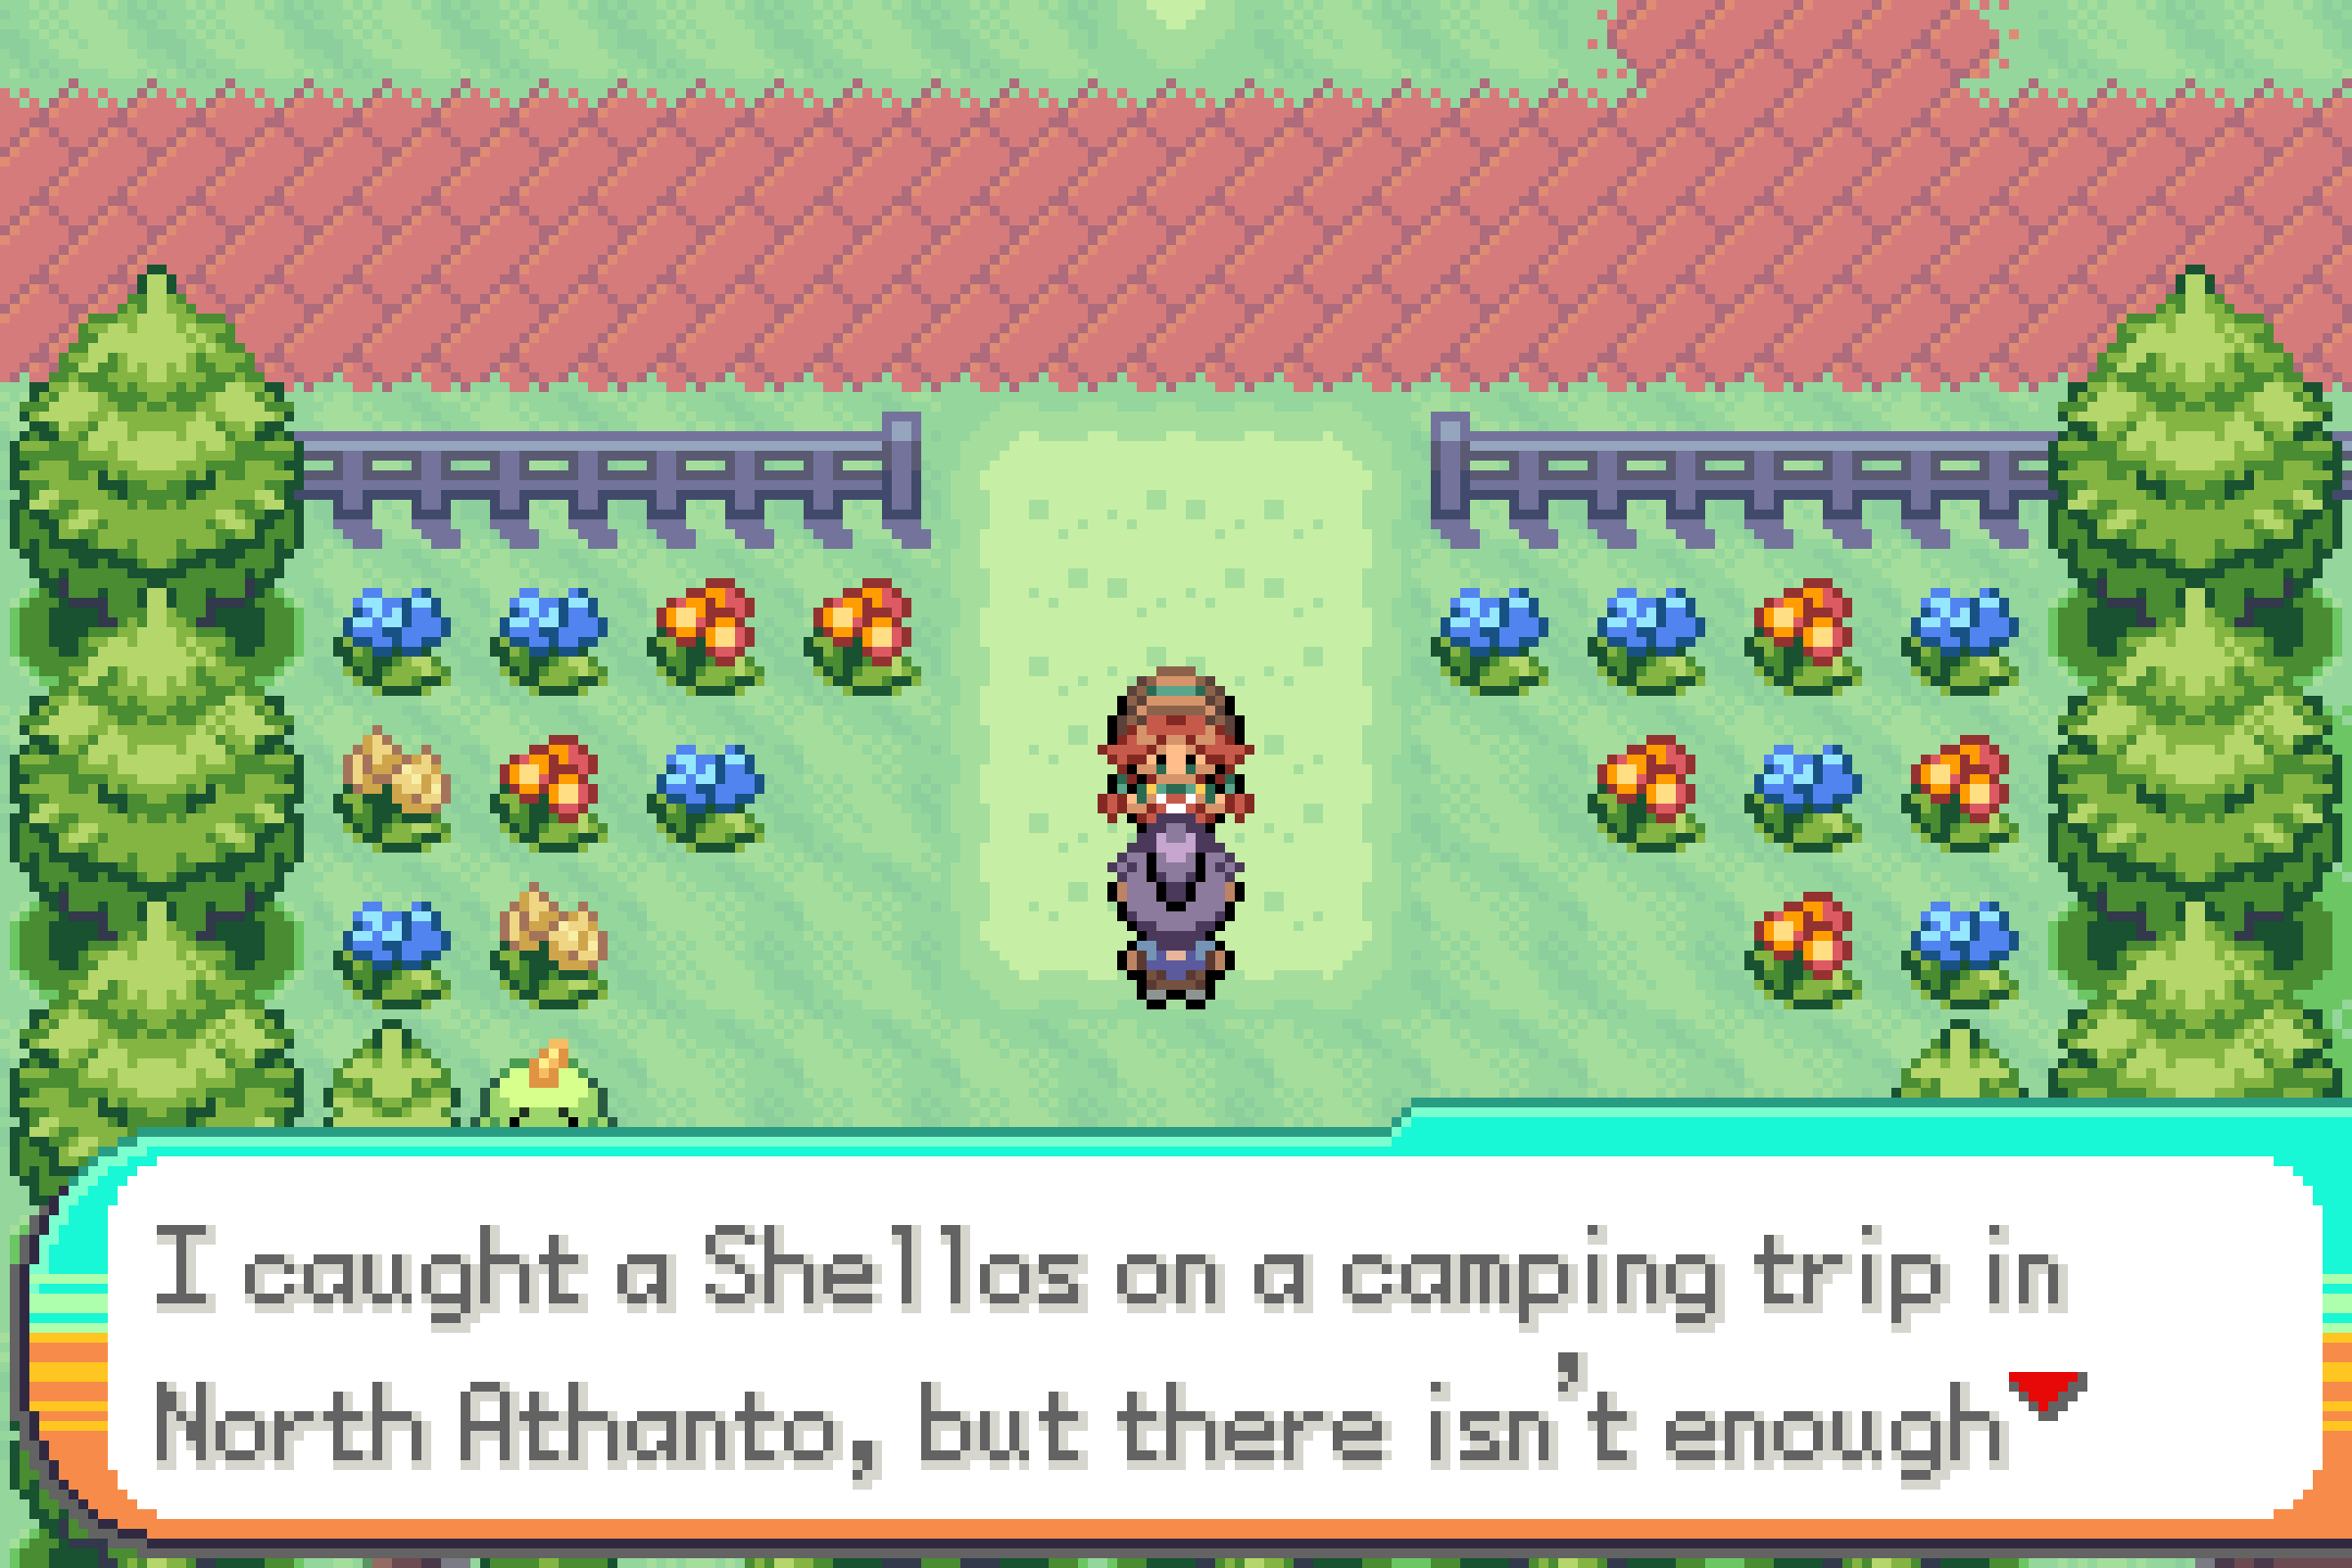 I caught a Shellos on a camping trip in
North Athanto, but there isn't enough